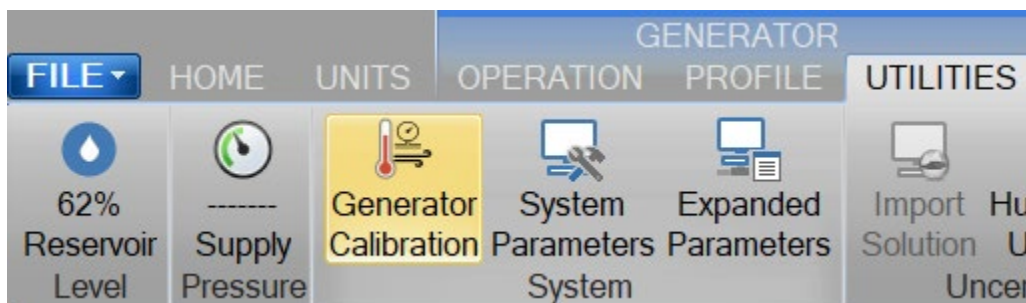 GENERATOR
FILE HOME UNITS OPERATION PROFILE UTILITIES
62% ------- Generator System Expanded Import
Reservoir Supply Calibration Parameters Parameters Solution
Level Pressure System